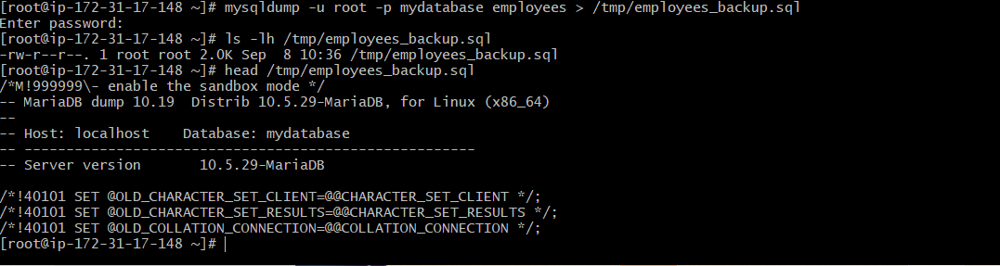 [root@ip-172-31-17-148 ~]# mysqldump -u root -p mydatabase employees > /tmp/employees_backup.sql
Enter password:
[root@ip-172-31-17-148 ~]# ls -lh /tmp/employees_backup.sql
-rw-r--r--. 1 root root 2.0K Sep  8 10:36 /tmp/employees_backup.sql
[root@ip-172-31-17-148 ~]# head /tmp/employees_backup.sql
/*M!999999\- enable the sandbox mode */
-- MariaDB dump 10.19  Distrib 10.5.29-MariaDB, for Linux (x86_64)
--
-- Host: localhost    Database: mydatabase
-- ------------------------------------------------------
-- Server version       10.5.29-MariaDB

/*!40101 SET @OLD_CHARACTER_SET_CLIENT=@@CHARACTER_SET_CLIENT */;
/*!40101 SET @OLD_CHARACTER_SET_RESULTS=@@CHARACTER_SET_RESULTS */;
/*!40101 SET @OLD_COLLATION_CONNECTION=@@COLLATION_CONNECTION */;
[root@ip-172-31-17-148 ~]#